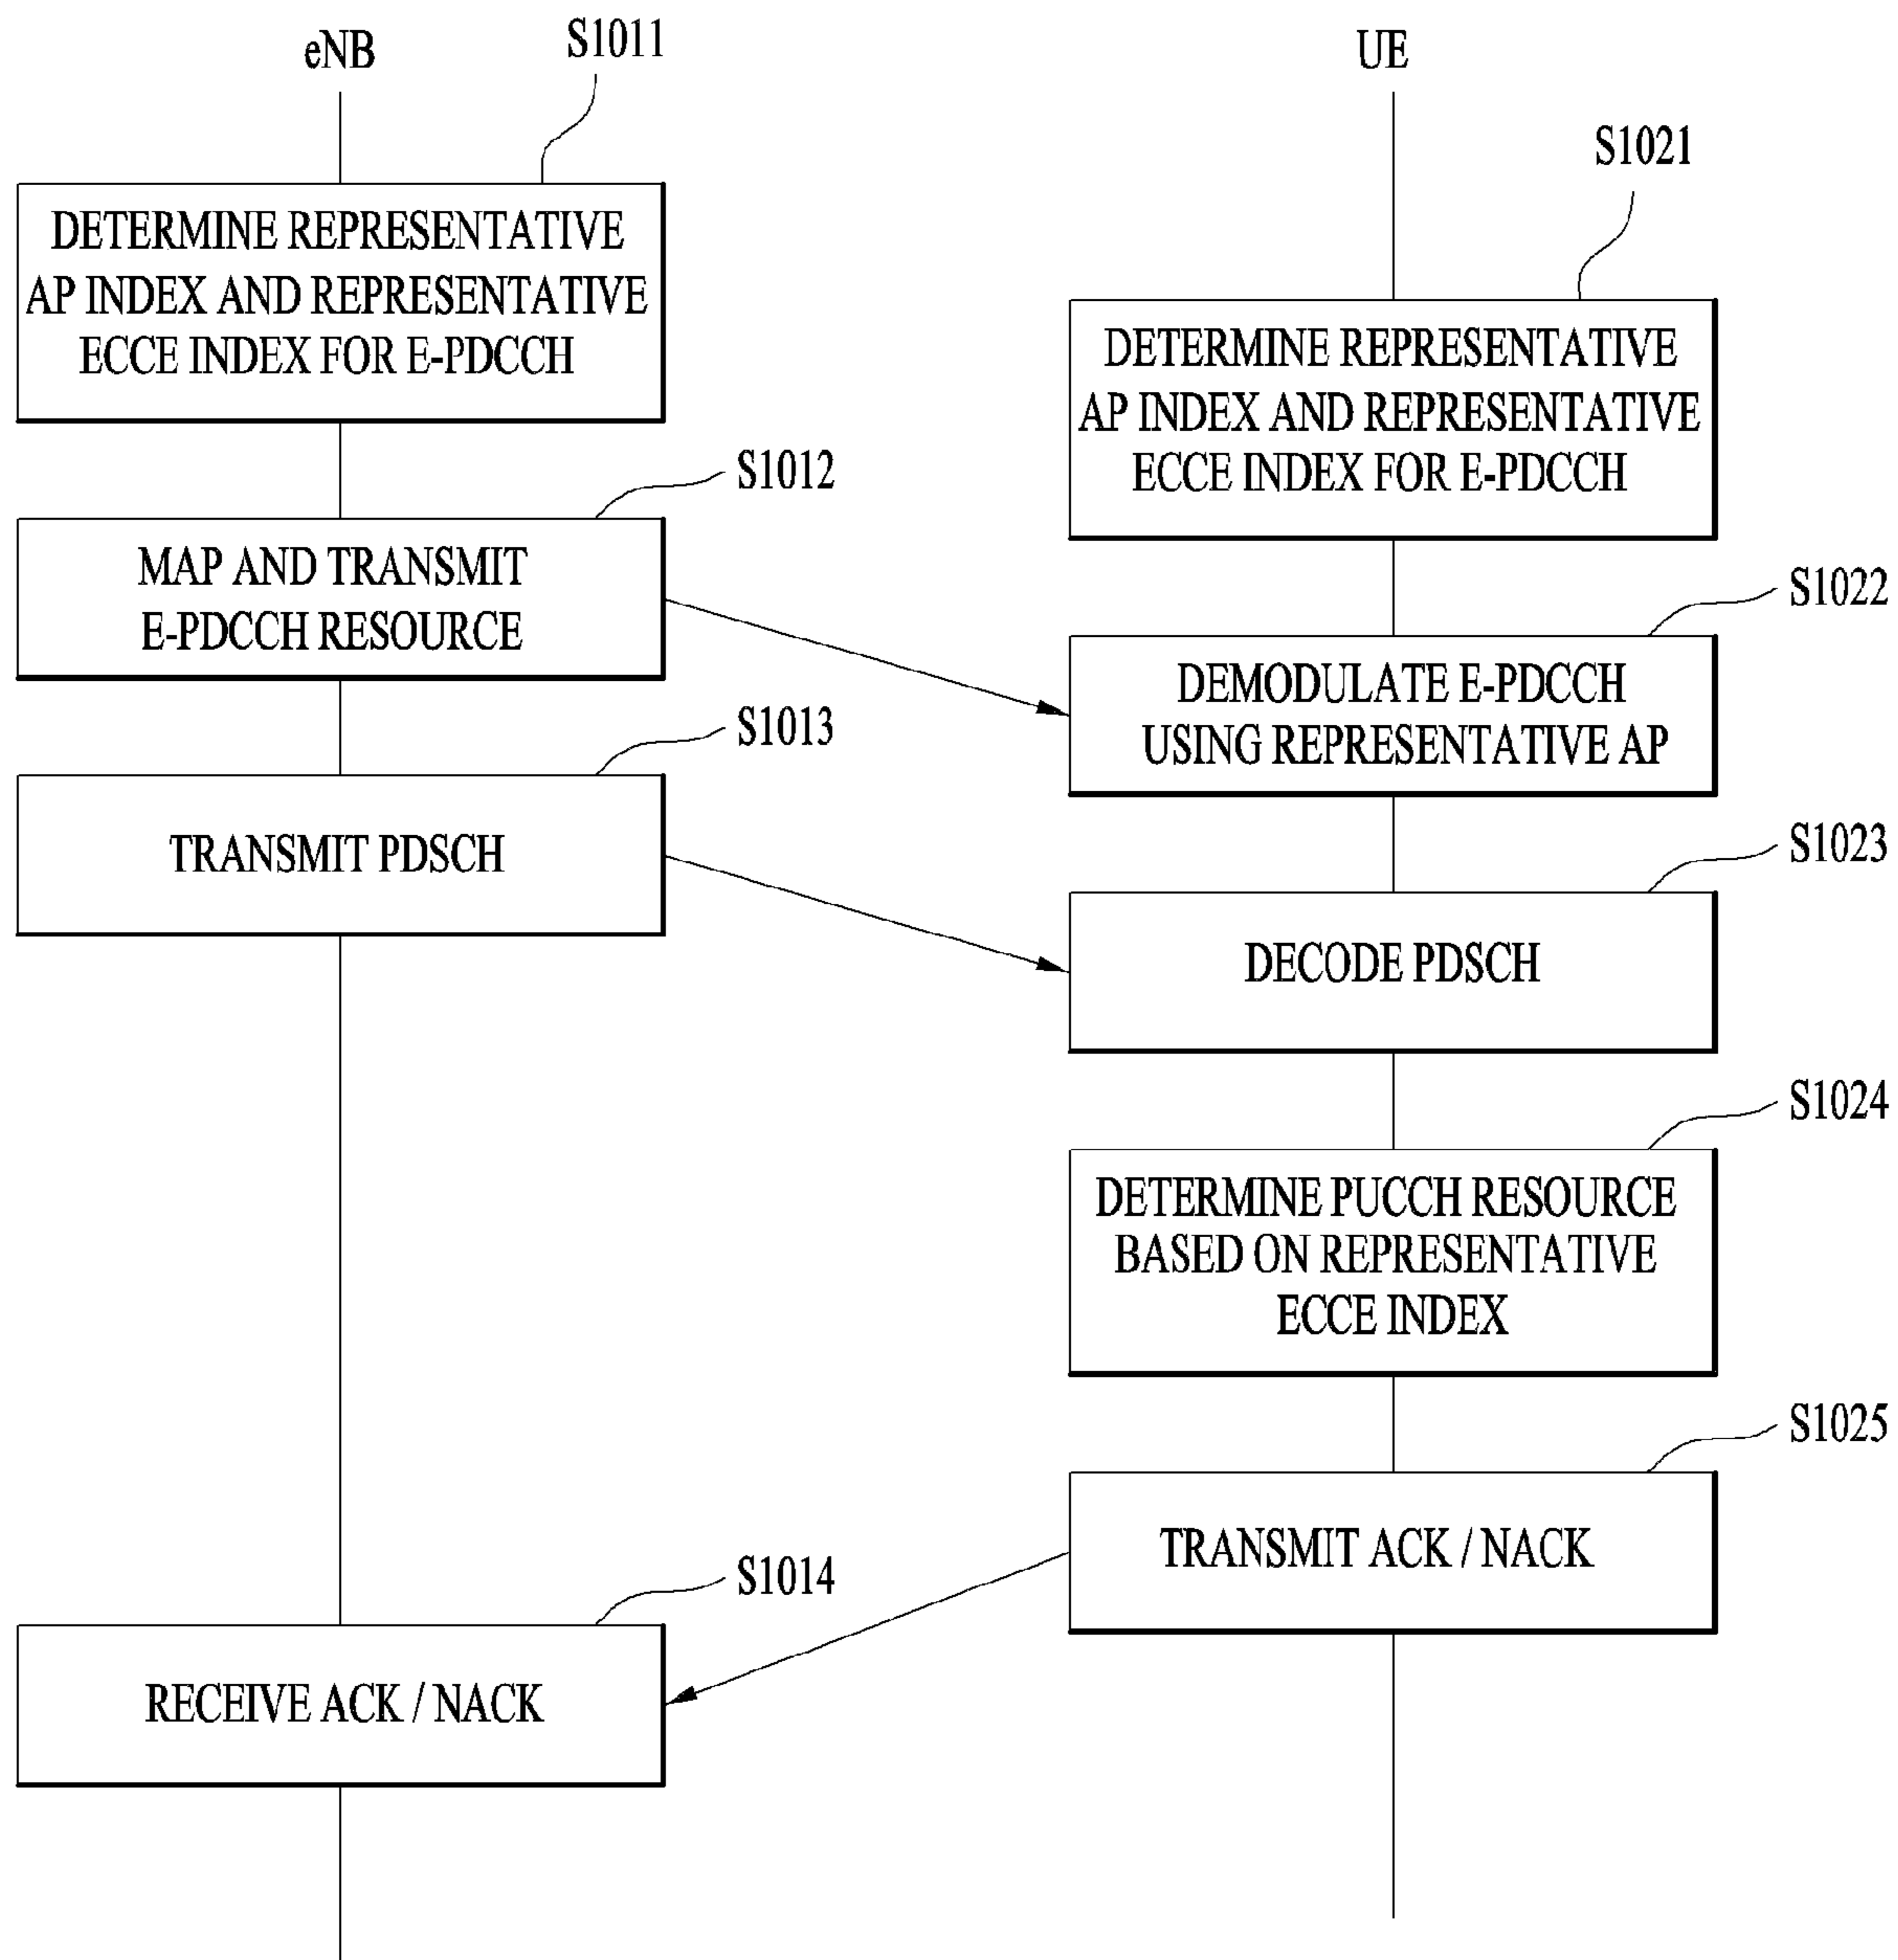 eNB
S1011
UE
S1021
DETERMINE REPRESENTATIVE
AP INDEX AND REPRESENTATIVE
ECCE INDEX FOR E-PDCCH
DETERMINE REPRESENTATIVE
AP INDEX AND REPRESENTATIVE
ECCE INDEX FOR E-PDCCH
S1012
MAP AND TRANSMIT
E-PDCCH RESOURCE
S1022
DEMODULATE E-PDCCH
USING REPRESENTATIVE AP
S1013
TRANSMIT PDSCH
S1023
DECODE PDSCH
S1024
DETERMINE PUCCH RESOURCE
BASED ON REPRESENTATIVE
ECCE INDEX
S1025
TRANSMIT ACK / NACK
S1014
RECEIVE ACK / NACK